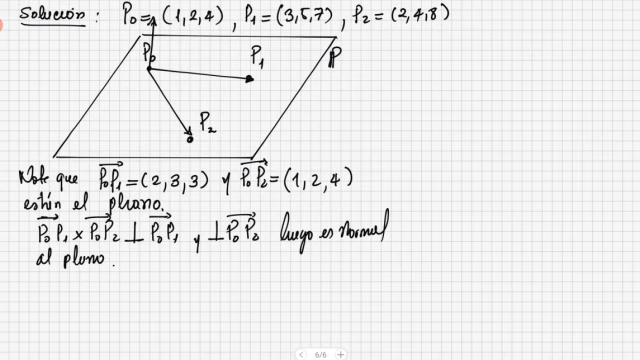 Solución: P₀ = (1,2,4), P₁ = (3,5,7), P₂ = (2,4,8)
P₀ P₁ P
P₂
Note que P₀P₁ = (2,3,3) y P₀P₂ = (1,2,4)
están el plano.
P₀P₁ × P₀P₂ ⊥ P₀P₁ y ⊥ P₀P₂ luego es normal
al plano.
6/6